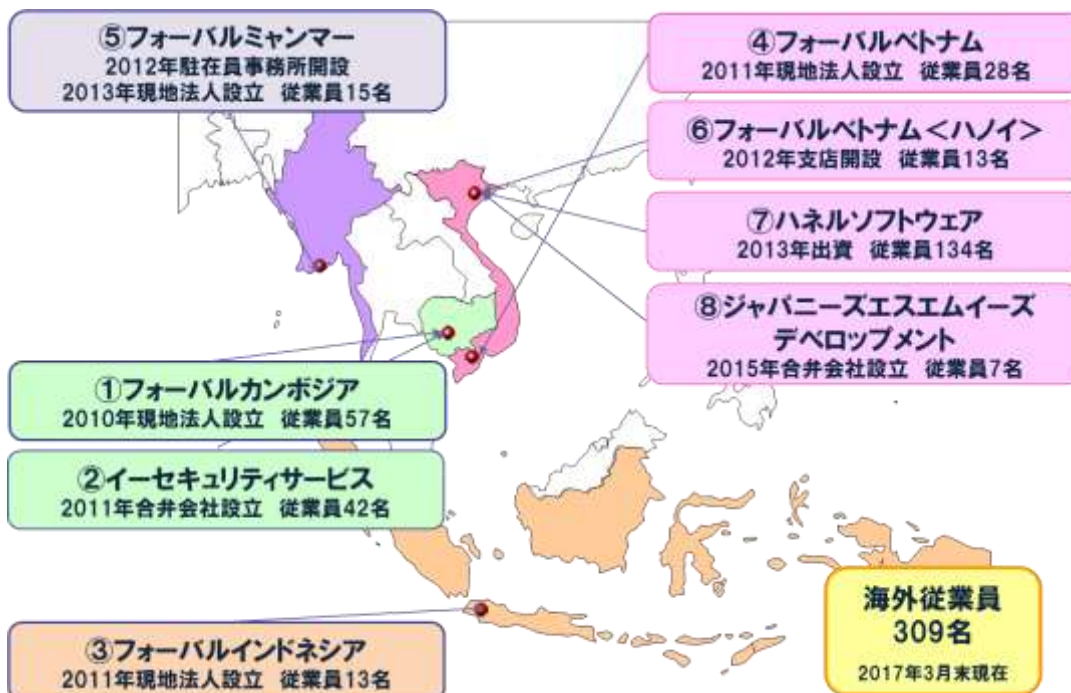 ⑤フォーバルミャンマー
2012年駐在員事務所開設
2013年現地法人設立 従業員15名
④フォーバルベトナム
2011年現地法人設立 従業員28名
⑥フォーバルベトナム<ハノイ>
2012年支店開設 従業員13名
⑦ハネルソフトウェア
2013年出資 従業員134名
⑧ジャパニーズエスエムイーズ
デベロップメント
2015年合弁会社設立 従業員7名
①フォーバルカンボジア
2010年現地法人設立 従業員57名
②イーセキュリティサービス
2011年合弁会社設立 従業員42名
③フォーバルインドネシア
2011年現地法人設立 従業員13名
海外従業員
309名
2017年3月末現在